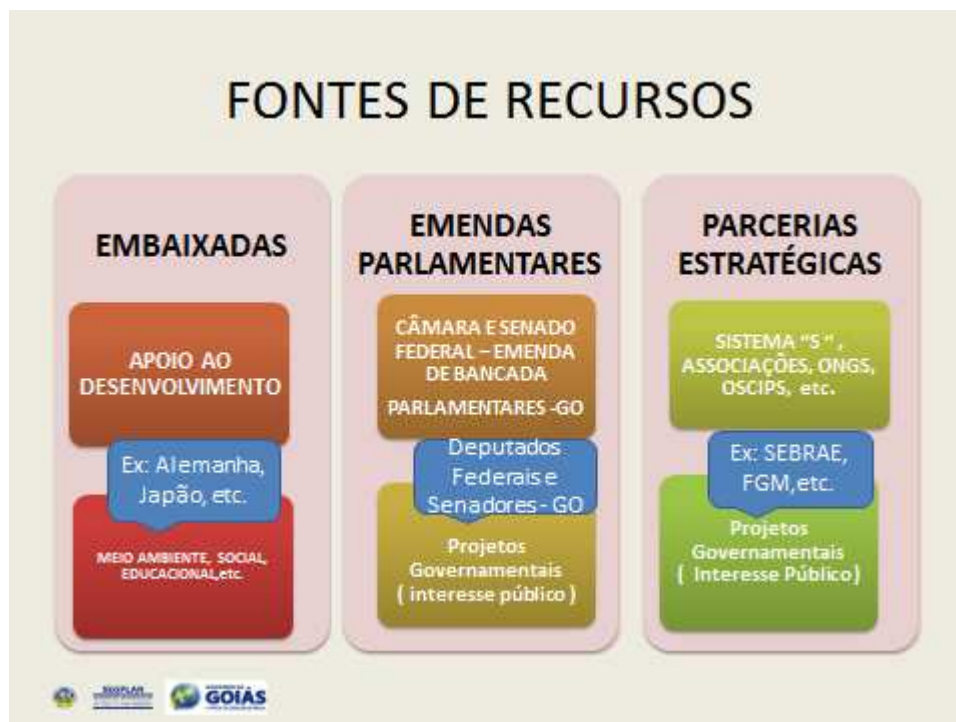 FONTES DE RECURSOS
EMBAIXADAS
APOIO AO
DESENVOLVIMENTO
Ex: Alemanha,
Japão, etc.
MEIO AMBIENTE, SOCIAL,
EDUCACIONAL,etc.
EMENDAS
PARLAMENTARES
CÂMARA E SENADO
FEDERAL – EMENDA
DE BANCADA
PARLAMENTARES -GO
Deputados
Federais e
Senadores - GO
Projetos
Governamentais
( interesse público )
PARCERIAS
ESTRATÉGICAS
SISTEMA "S" ,
ASSOCIAÇÕES, ONGS,
OSCIPS, etc.
Ex: SEBRAE,
FGM,etc.
Projetos
Governamentais
( Interesse Público)
SEGPLAN
GOIÁS